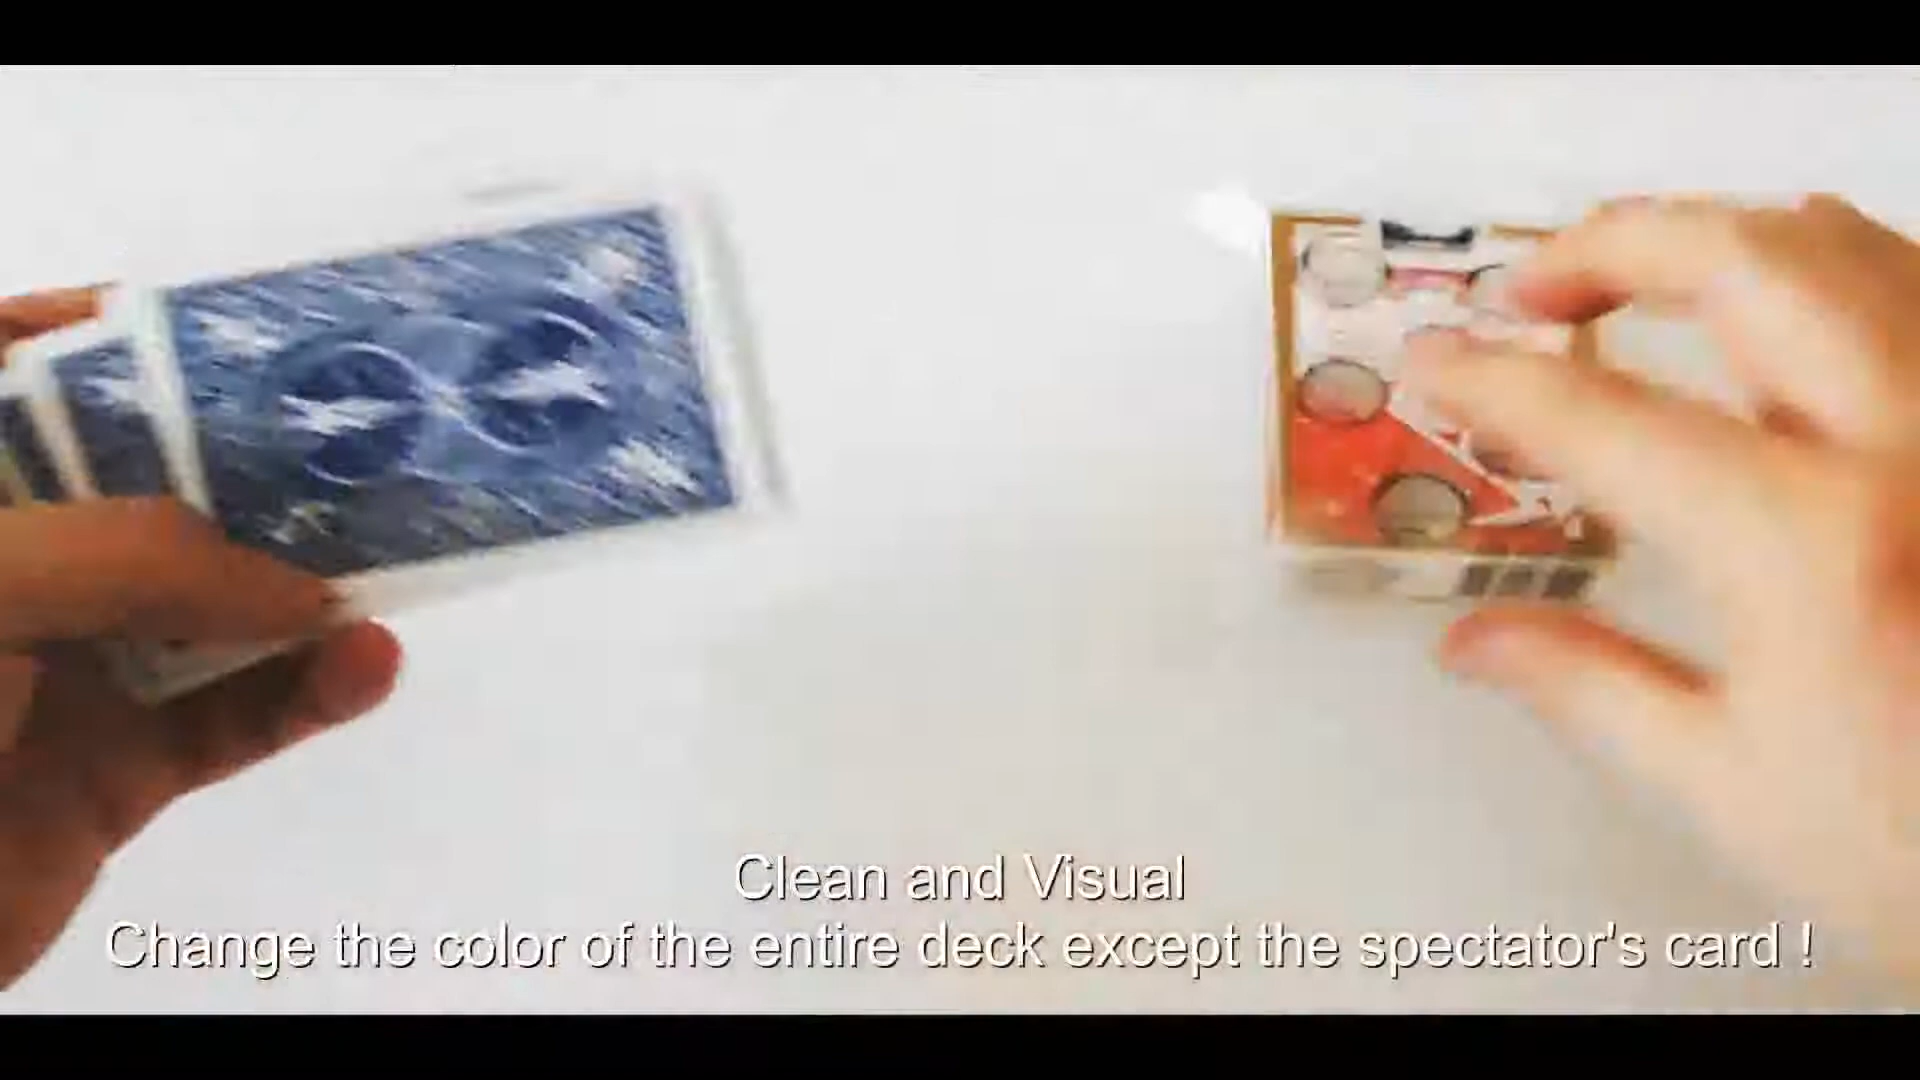 Clean and Visual
Change the color of the entire deck except the spectator's card !